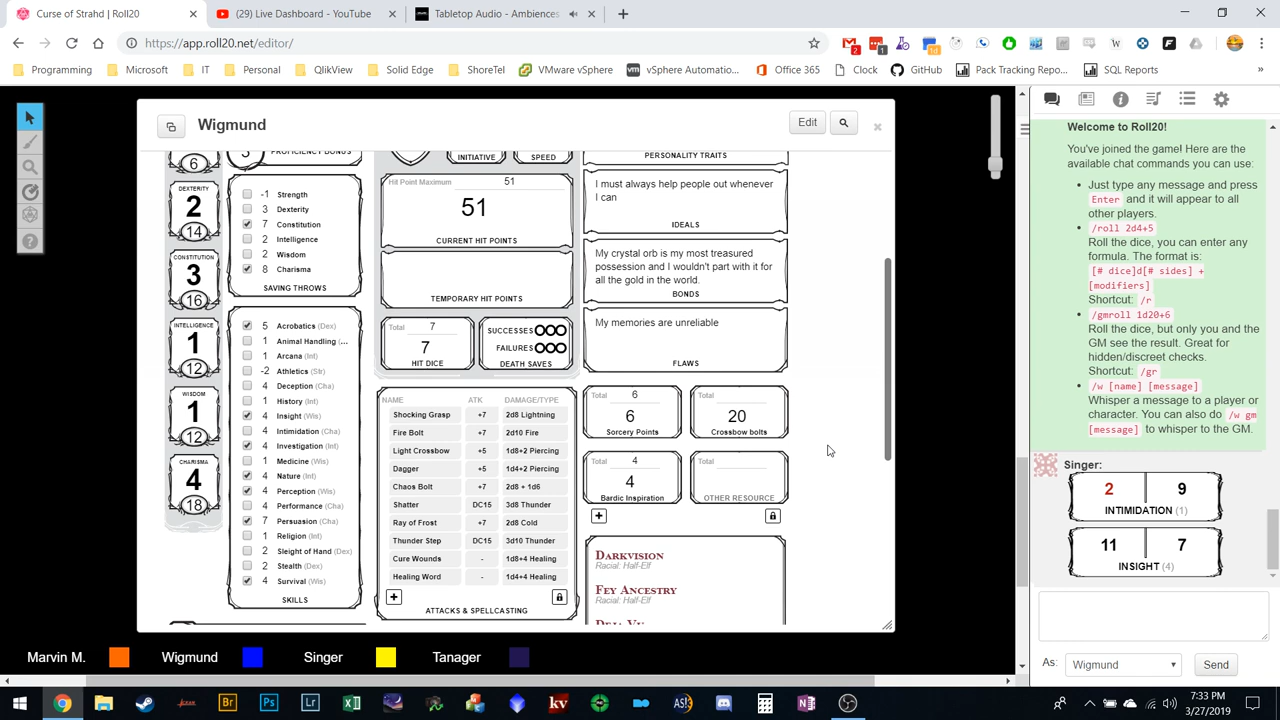 Curse of Strahd | Roll20
(29) Live Dashboard - YouTube
Tabletop Audio - Ambiences
https://app.roll20.net/editor/
2
1
1d
Programming
Microsoft
IT
Personal
QlikView
Solid Edge
ShoreTel
VMware vSphere
vSphere Automatio...
Office 365
Clock
GitHub
Pack Tracking Repo...
SQL Reports
»
Wigmund
Edit
6
DEXTERITY
2
14
CONSTITUTION
3
16
INTELLIGENCE
1
12
WISDOM
1
12
CHARISMA
4
18
PROFICIENCY BONUS
-1 Strength
3 Dexterity
7 Constitution
2 Intelligence
2 Wisdom
8 Charisma
SAVING THROWS
5 Acrobatics (Dex)
1 Animal Handling (...
1 Arcana (Int)
-2 Athletics (Str)
4 Deception (Cha)
1 History (Int)
4 Insight (Wis)
4 Intimidation (Cha)
4 Investigation (Int)
1 Medicine (Wis)
4 Nature (Int)
4 Perception (Wis)
4 Performance (Cha)
7 Persuasion (Cha)
1 Religion (Int)
2 Sleight of Hand (Dex)
2 Stealth (Dex)
4 Survival (Wis)
SKILLS
INITIATIVE
SPEED
Hit Point Maximum 51
51
CURRENT HIT POINTS
TEMPORARY HIT POINTS
Total 7
7
HIT DICE
SUCCESSES
FAILURES
DEATH SAVES
NAME ATK DAMAGE/TYPE
Shocking Grasp +7 2d8 Lightning
Fire Bolt +7 2d10 Fire
Light Crossbow +5 1d8+2 Piercing
Dagger +5 1d4+2 Piercing
Chaos Bolt +7 2d8 + 1d6
Shatter DC15 3d8 Thunder
Ray of Frost +7 2d8 Cold
Thunder Step DC15 3d10 Thunder
Cure Wounds - 1d8+4 Healing
Healing Word - 1d4+4 Healing
ATTACKS & SPELLCASTING
PERSONALITY TRAITS
I must always help people out whenever
I can
IDEALS
My crystal orb is my most treasured
possession and I wouldn't part with it for
all the gold in the world.
BONDS
My memories are unreliable
FLAWS
Total 6
6
Sorcery Points
Total
20
Crossbow bolts
Total 4
4
Bardic Inspiration
Total
OTHER RESOURCE
DARKVISION
Racial: Half-Elf
FEY ANCESTRY
Racial: Half-Elf
Marvin M.
Wigmund
Singer
Tanager
Welcome to Roll20!
You've joined the game! Here are the
available chat commands you can use:
• Just type any message and press
Enter and it will appear to all
other players.
• /roll 2d4+5
Roll the dice, you can enter any
formula. The format is:
[# dice]d[# sides] +
[modifiers]
Shortcut: /r
• /gmroll 1d20+6
Roll the dice, but only you and the
GM see the result. Great for
hidden/discreet checks.
Shortcut: /gr
• /w [name] [message]
Whisper a message to a player or
character. You can also do /w gm
[message] to whisper to the GM.
Singer:
2 9
INTIMIDATION (1)
11 7
INSIGHT (4)
As: Wigmund Send
7:33 PM
3/27/2019